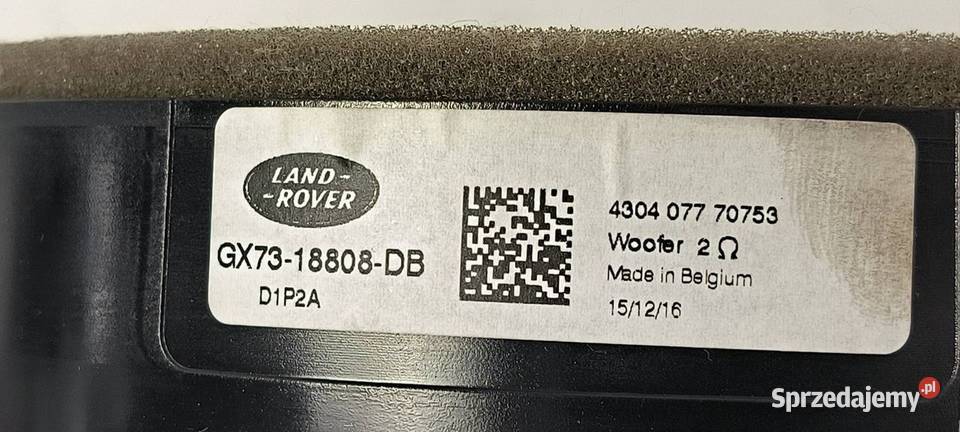 LAND-
-ROVER
GX73-18808-DB
D1P2A
4304 077 70753
Woofer 2 Ω
Made in Belgium
15/12/16
Sprzedajemy.pl